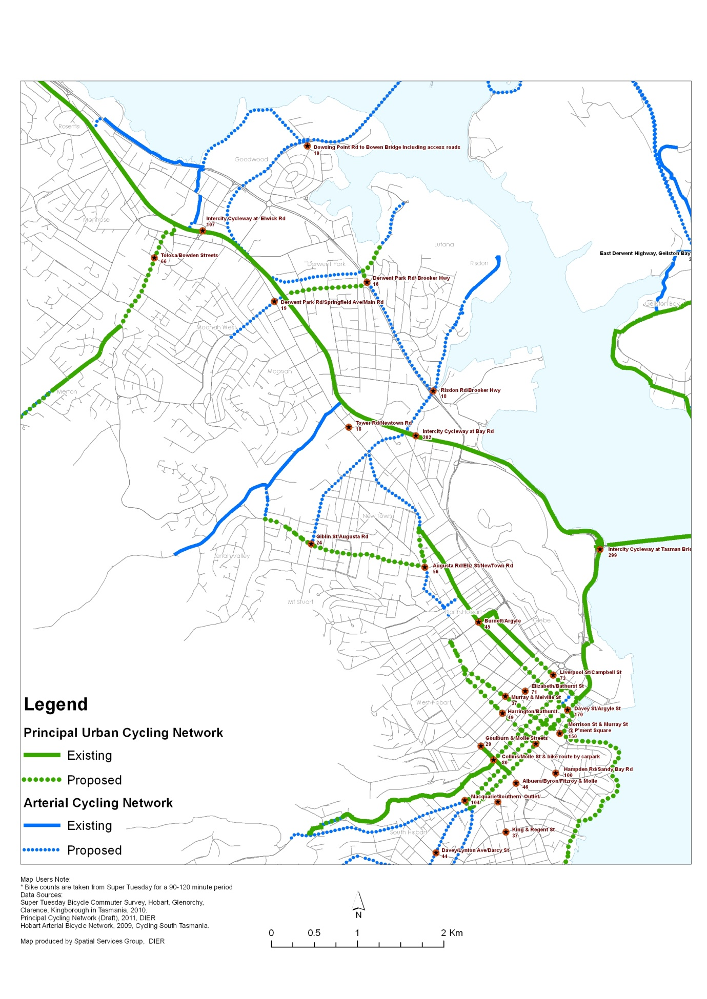 Rosetta
Goodwood
Dowsing Point Rd to Bowen Bridge Including access roads
19
Montrose
Intercity Cycleway at Elwick Rd
107
Lutana
Tolosa/Bowden Streets
66
East Derwent Highway, Geilston Bay
3
Derwent Park
Risdon
Derwent Park Rd/ Brooker Hwy
16
Derwent Park Rd/Springfield Ave/Main Rd
19
Geilston Bay
Moonah West
Moonah
Merton
Risdon Rd/Brooker Hwy
18
Tower Rd/Newtown Rd
18
Intercity Cycleway at Bay Rd
202
New Town
Giblin St/Augusta Rd
24
Lenah Valley
Intercity Cycleway at Tasman Bric
299
Augusta Rd/Eliz St/NewTown Rd
56
Mt Stuart
North Hobart
Glebe
Burnett/Argyle
45
Liverpool St/Campbell St
73
Elizabeth/Bathurst St
71
Murray & Melville St
37
West Hobart
Davey St/Argyle St
170
Harrington/Bathurst
49
Morrison St & Murray St
@ P'ment Square
150
Goulburn & Molle Streets
29
Collins/Molle St & bike route by carpark
80
Hampden Rd/Sandy Bay Rd
100
Albuera/Byron/Fitzroy & Molle
46
Macquarie/Southern Outlet/
104
King & Regent St
37
South Hobart
Davey/Lynton Ave/Darcy St
44
Legend
Principal Urban Cycling Network
Existing
Proposed
Arterial Cycling Network
Existing
Proposed
Map Users Note:
* Bike counts are taken from Super Tuesday for a 90-120 minute period
Data Sources:
Super Tuesday Bicycle Commuter Survey, Hobart, Glenorchy,
Clarence, Kingborough in Tasmania, 2010.
Principal Cycling Network (Draft), 2011, DIER
Hobart Arterial Bicycle Network, 2009, Cycling South Tasmania.
Map produced by Spatial Services Group, DIER
N
0 0.5 1 2 Km